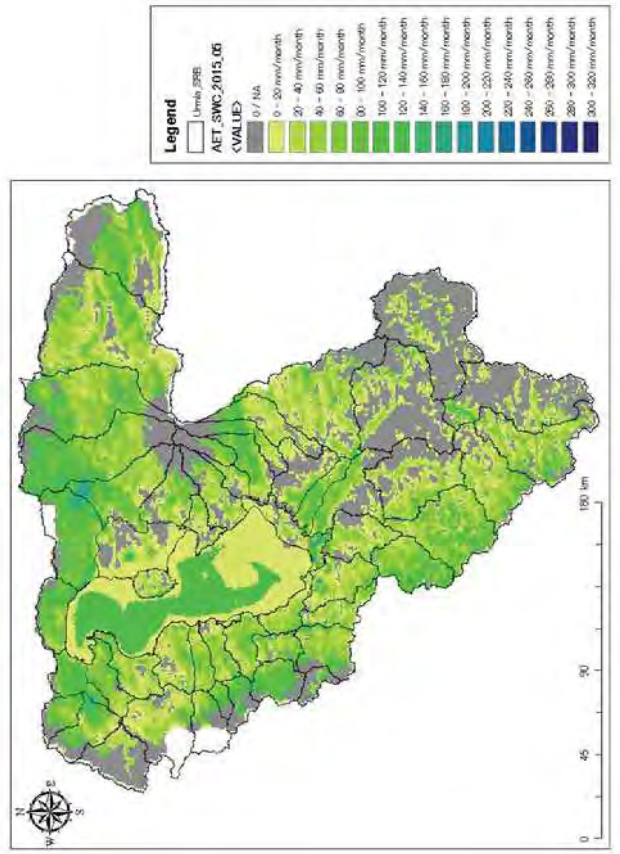 N
W
E
S
0
45
90
180 km
Legend
AET_SWC_2015_05
<VALUE>
0 / NA
0 - 20 mm/month
20 - 40 mm/month
40 - 60 mm/month
60 - 80 mm/month
80 - 100 mm/month
100 - 120 mm/month
120 - 140 mm/month
140 - 160 mm/month
160 - 180 mm/month
180 - 200 mm/month
200 - 220 mm/month
220 - 240 mm/month
240 - 260 mm/month
260 - 280 mm/month
280 - 300 mm/month
300 - 320 mm/month